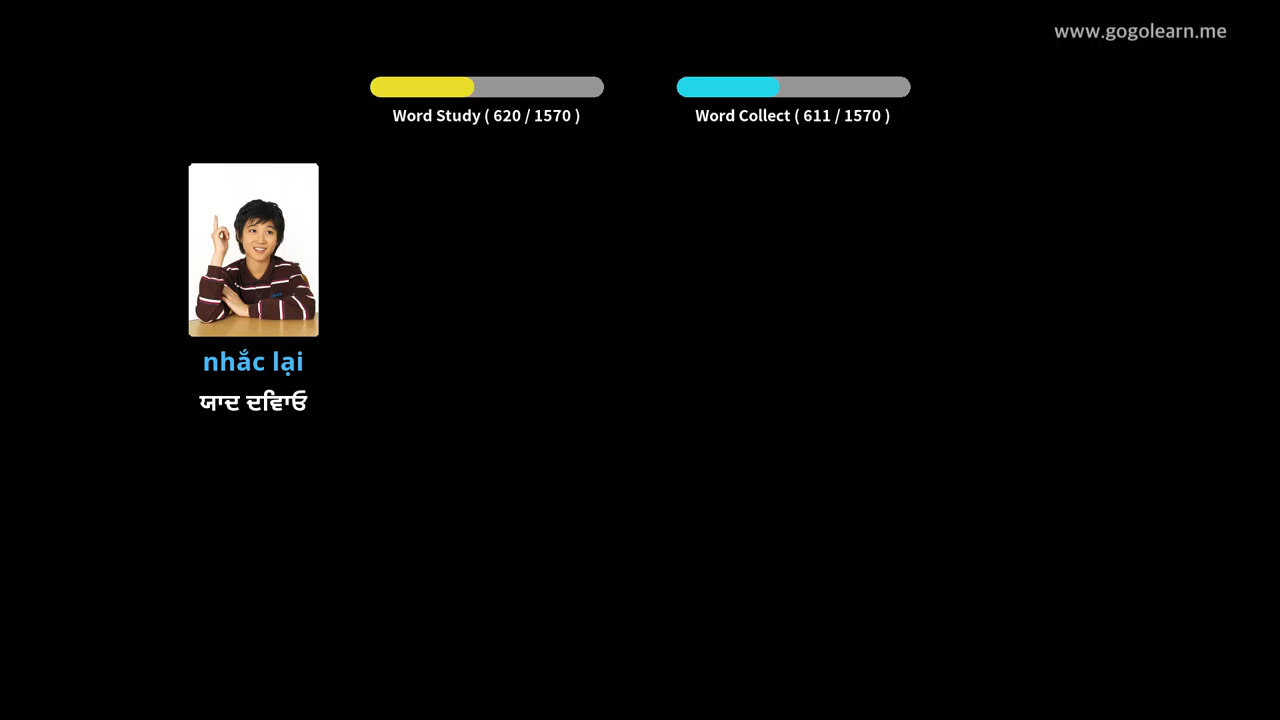 www.gogolearn.me
Word Study ( 620 / 1570 )
Word Collect ( 611 / 1570 )
nhắc lại
ਯਾਦ ਦਵਿਾਓ